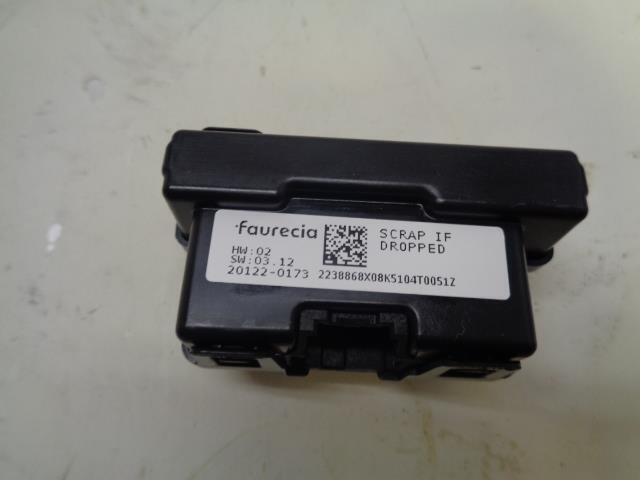 faurecia
SCRAP IF
DROPPED
HW:02
SW:03.12
20122-0173 2238868X08K5104T0051Z